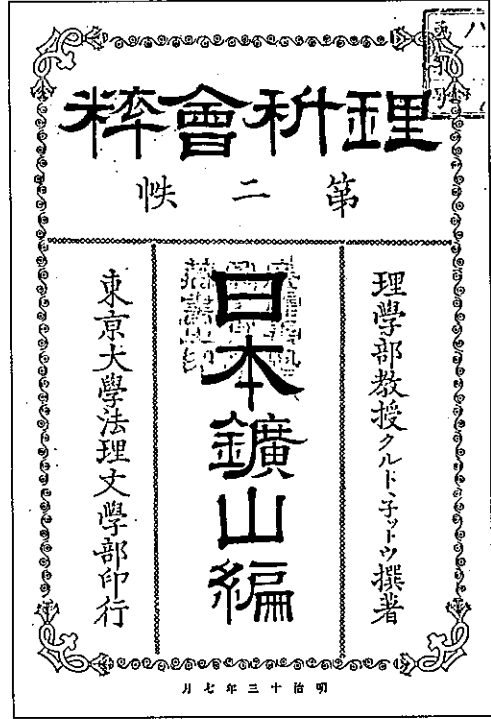 理科會粹
第二帙
理學部教授クルド、子ットウ撰著
日本鑛山編
東京大學法理文學部印行
明治十三年七月